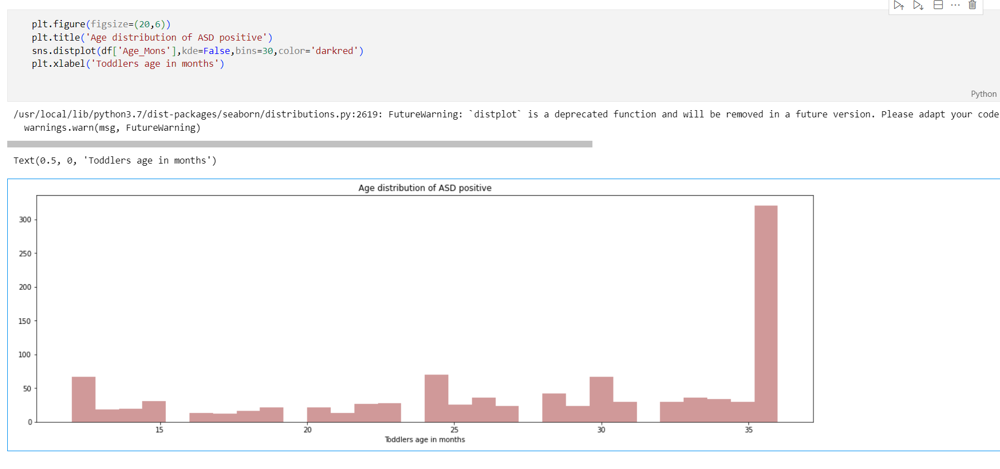 plt.figure(figsize=(20,6))
plt.title('Age distribution of ASD positive')
sns.distplot(df['Age_Mons'],kde=False,bins=30,color='darkred')
plt.xlabel('Toddlers age in months')
Python
/usr/local/lib/python3.7/dist-packages/seaborn/distributions.py:2619: FutureWarning: `distplot` is a deprecated function and will be removed in a future version. Please adapt your code
warnings.warn(msg, FutureWarning)
Text(0.5, 0, 'Toddlers age in months')
Age distribution of ASD positive
300
250
200
150
100
50
0
15 20 25 30 35
Toddlers age in months